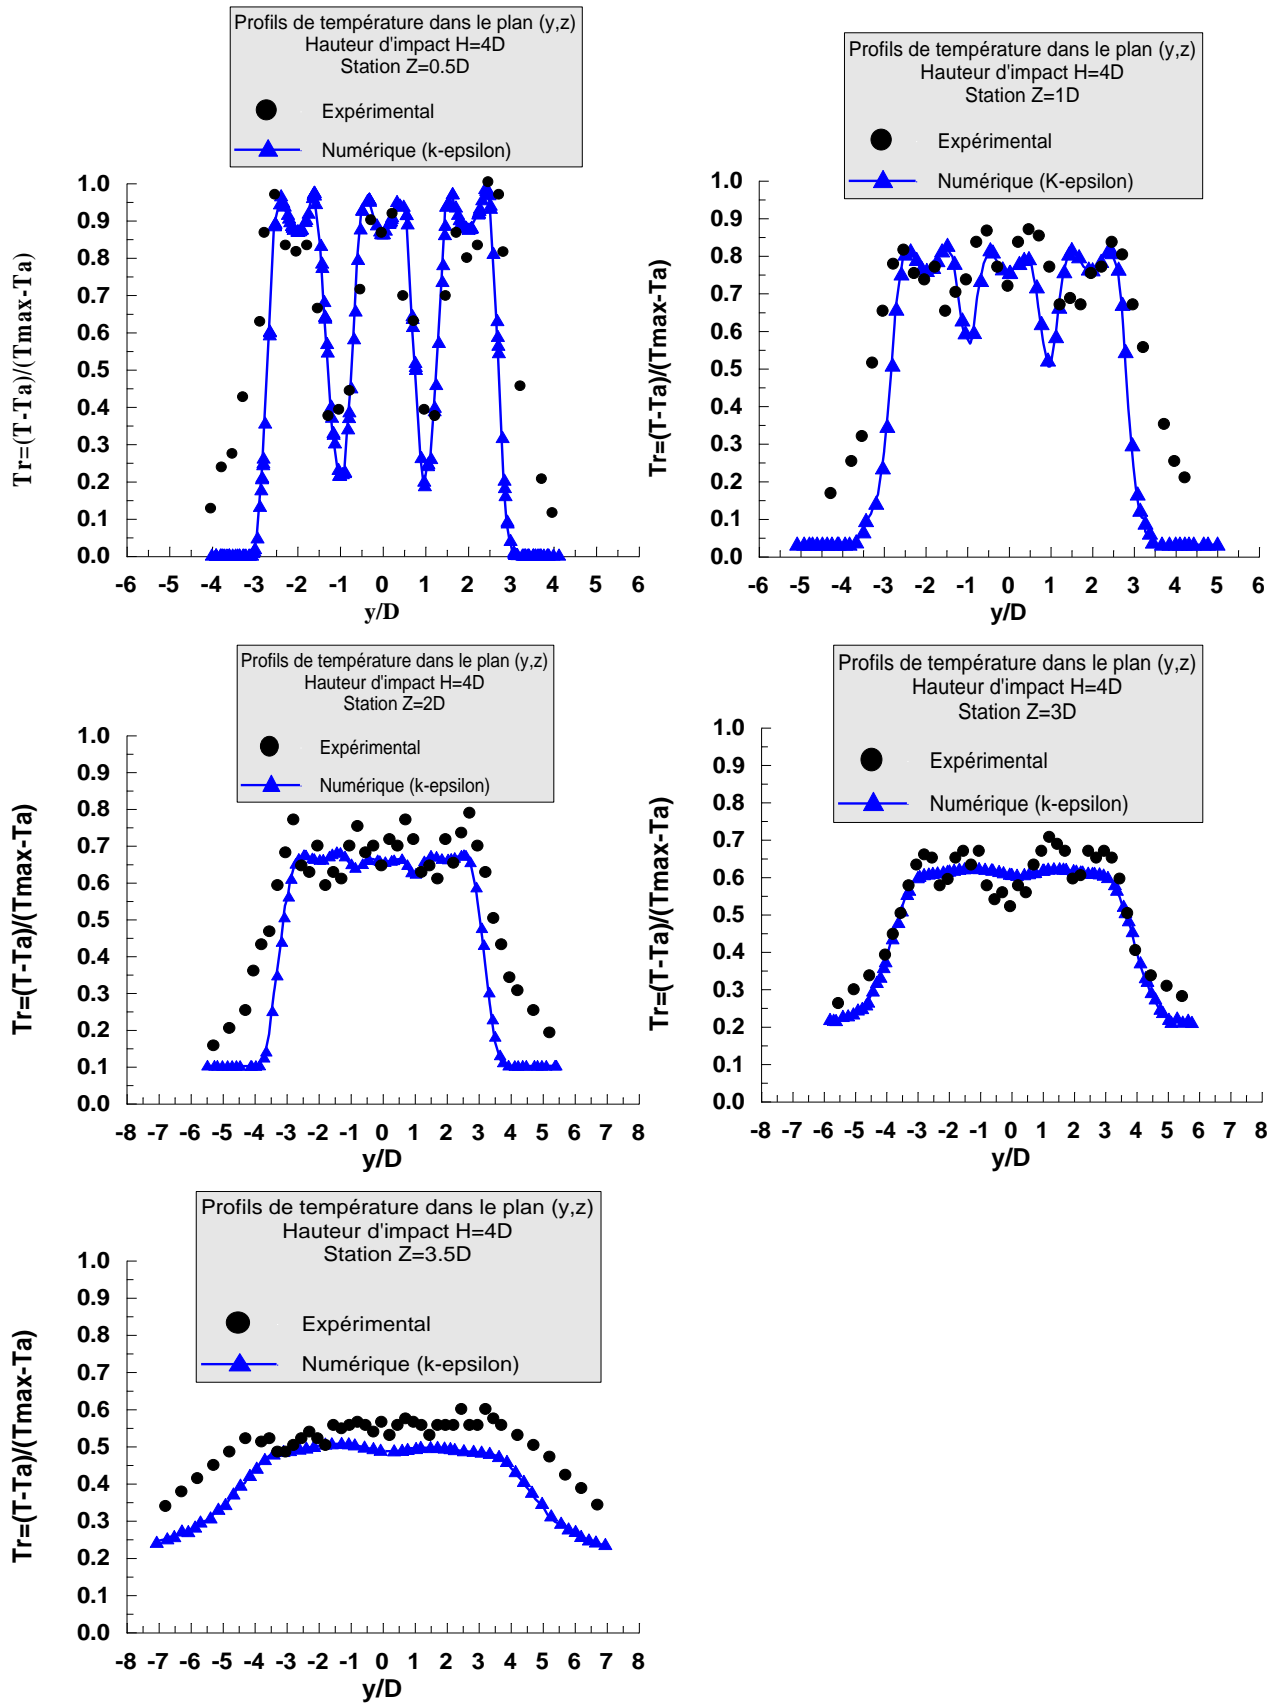 Profils de température dans le plan (y,z)
Hauteur d'impact H=4D
Station Z=0.5D
Expérimental
Numérique (k-epsilon)
1.0
0.9
0.8
0.7
0.6
0.5
0.4
0.3
0.2
0.1
0.0
Tr=(T-Ta)/(Tmax-Ta)
-6 -5 -4 -3 -2 -1 0 1 2 3 4 5 6
y/D
Profils de température dans le plan (y,z)
Hauteur d'impact H=4D
Station Z=1D
Expérimental
Numérique (K-epsilon)
1.0
0.9
0.8
0.7
0.6
0.5
0.4
0.3
0.2
0.1
0.0
Tr=(T-Ta)/(Tmax-Ta)
-6 -5 -4 -3 -2 -1 0 1 2 3 4 5 6
y/D
Profils de température dans le plan (y,z)
Hauteur d'impact H=4D
Station Z=2D
Expérimental
Numérique (k-epsilon)
1.0
0.9
0.8
0.7
0.6
0.5
0.4
0.3
0.2
0.1
0.0
Tr=(T-Ta)/(Tmax-Ta)
-8 -7 -6 -5 -4 -3 -2 -1 0 1 2 3 4 5 6 7 8
y/D
Profils de température dans le plan (y,z)
Hauteur d'impact H=4D
Station Z=3D
Expérimental
Numérique (k-epsilon)
1.0
0.9
0.8
0.7
0.6
0.5
0.4
0.3
0.2
0.1
0.0
Tr=(T-Ta)/(Tmax-Ta)
-8 -7 -6 -5 -4 -3 -2 -1 0 1 2 3 4 5 6 7 8
y/D
Profils de température dans le plan (y,z)
Hauteur d'impact H=4D
Station Z=3.5D
Expérimental
Numérique (k-epsilon)
1.0
0.9
0.8
0.7
0.6
0.5
0.4
0.3
0.2
0.1
0.0
Tr=(T-Ta)/(Tmax-Ta)
-8 -7 -6 -5 -4 -3 -2 -1 0 1 2 3 4 5 6 7 8
y/D